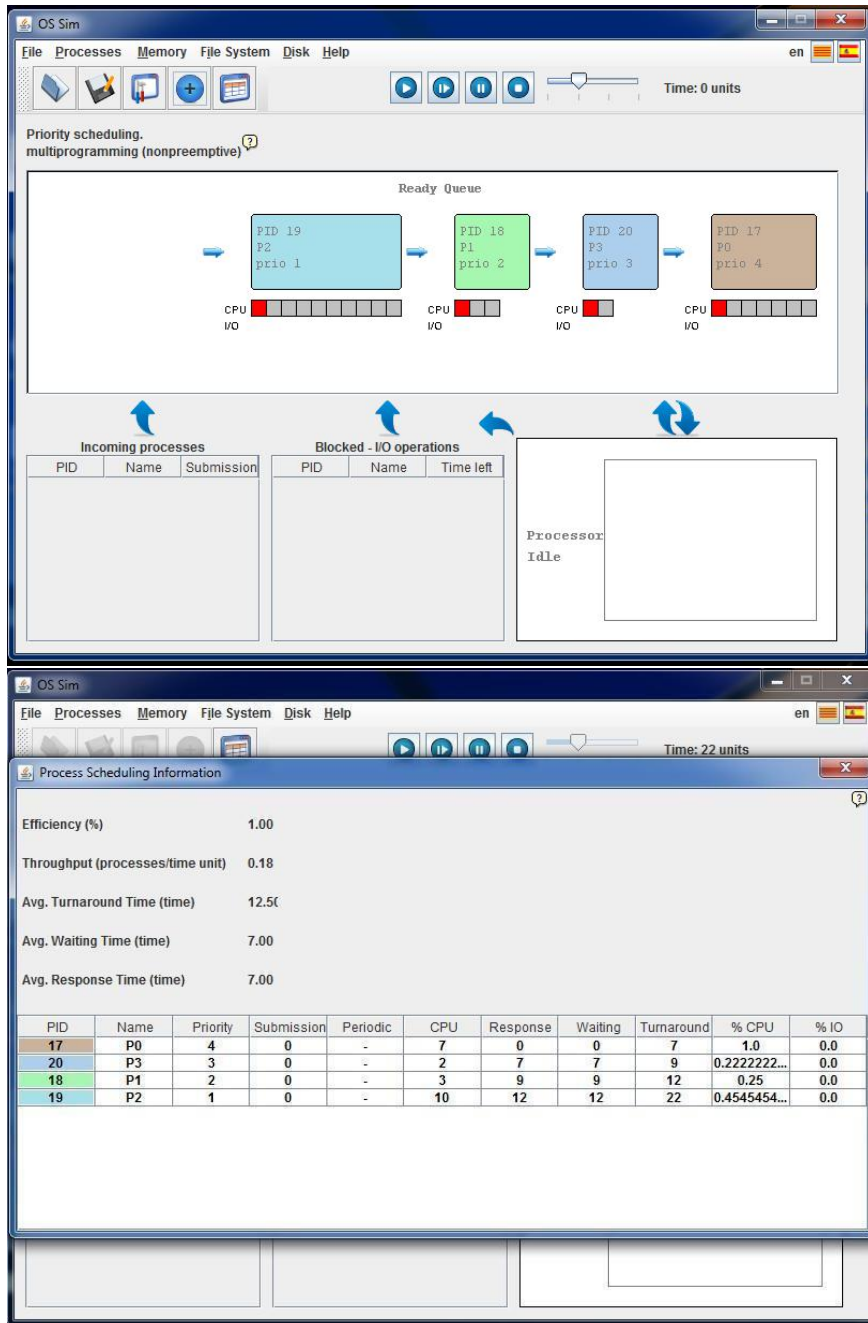 OS Sim
File Processes Memory File System Disk Help en
Time: 0 units
Priority scheduling.
multiprogramming (nonpreemptive) ?
Ready Queue
PID 19 PID 18 PID 20 PID 17
P2 P1 P3 P0
prio 1 prio 2 prio 3 prio 4
CPU CPU CPU CPU
I/O I/O I/O I/O
Incoming processes Blocked - I/O operations
PID Name Submission PID Name Time left
Processor
Idle
OS Sim
File Processes Memory File System Disk Help en
Time: 22 units
Process Scheduling Information
?
Efficiency (%) 1.00
Throughput (processes/time unit) 0.18
Avg. Turnaround Time (time) 12.50
Avg. Waiting Time (time) 7.00
Avg. Response Time (time) 7.00
PID Name Priority Submission Periodic CPU Response Waiting Turnaround % CPU % IO
17 P0 4 0 - 7 0 0 7 1.0 0.0
20 P3 3 0 - 2 7 7 9 0.2222222... 0.0
18 P1 2 0 - 3 9 9 12 0.25 0.0
19 P2 1 0 - 10 12 12 22 0.4545454... 0.0